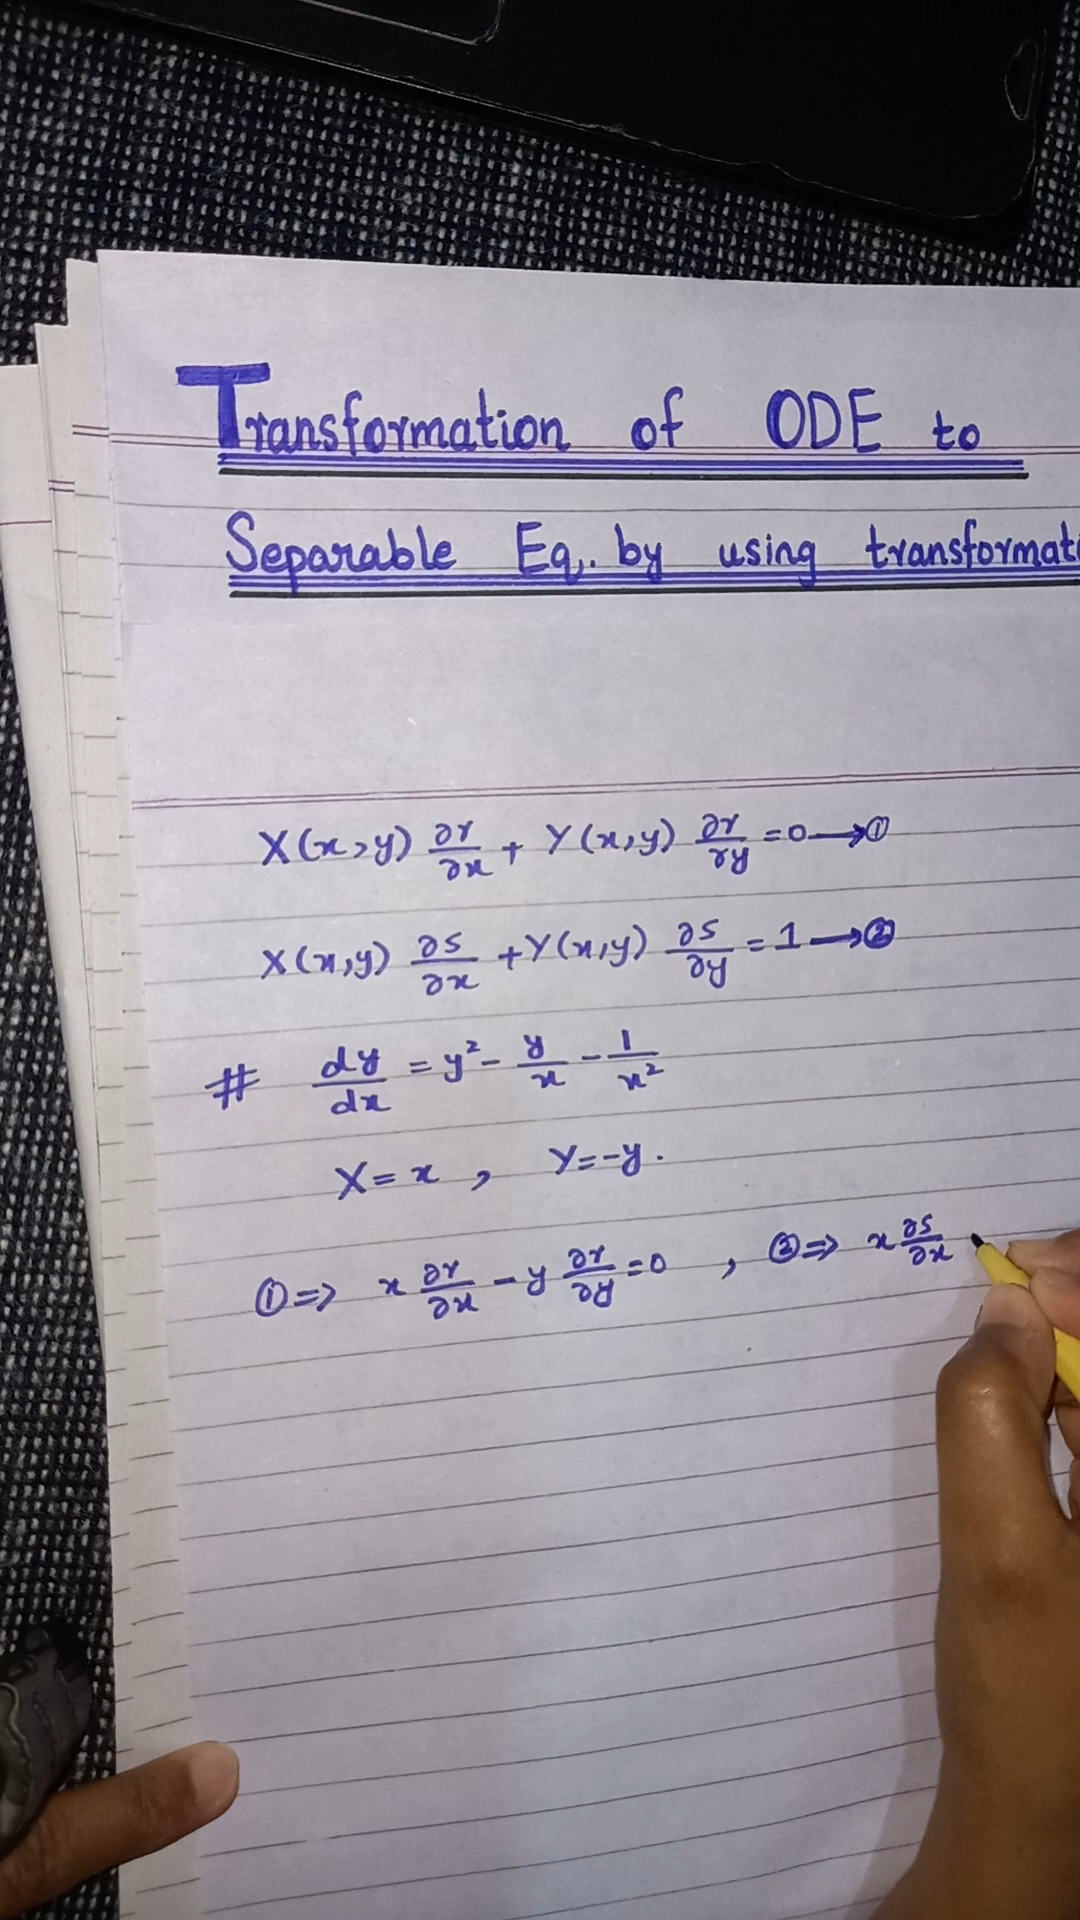 Transformation of ODE to
Separable Eq. by using transformati
X(x,y) ∂r/∂x + Y(x,y) ∂r/∂y = 0 → ①
X(x,y) ∂s/∂x + Y(x,y) ∂s/∂y = 1 → ②
# dy/dx = y² - y/x - 1/x²
X = x , Y = -y .
① ⇒ x ∂r/∂x - y ∂r/∂y = 0 , ② ⇒ x ∂s/∂x